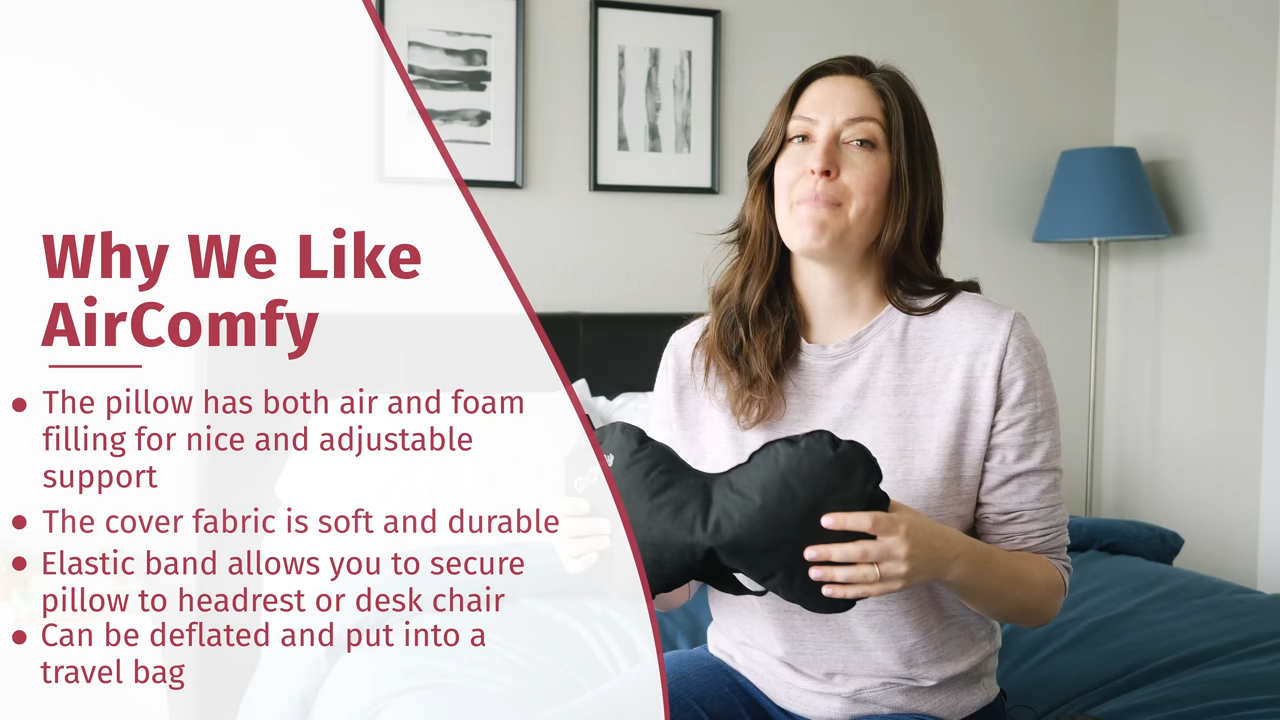 Why We Like
AirComfy
• The pillow has both air and foam
filling for nice and adjustable
support
• The cover fabric is soft and durable
• Elastic band allows you to secure
pillow to headrest or desk chair
• Can be deflated and put into a
travel bag